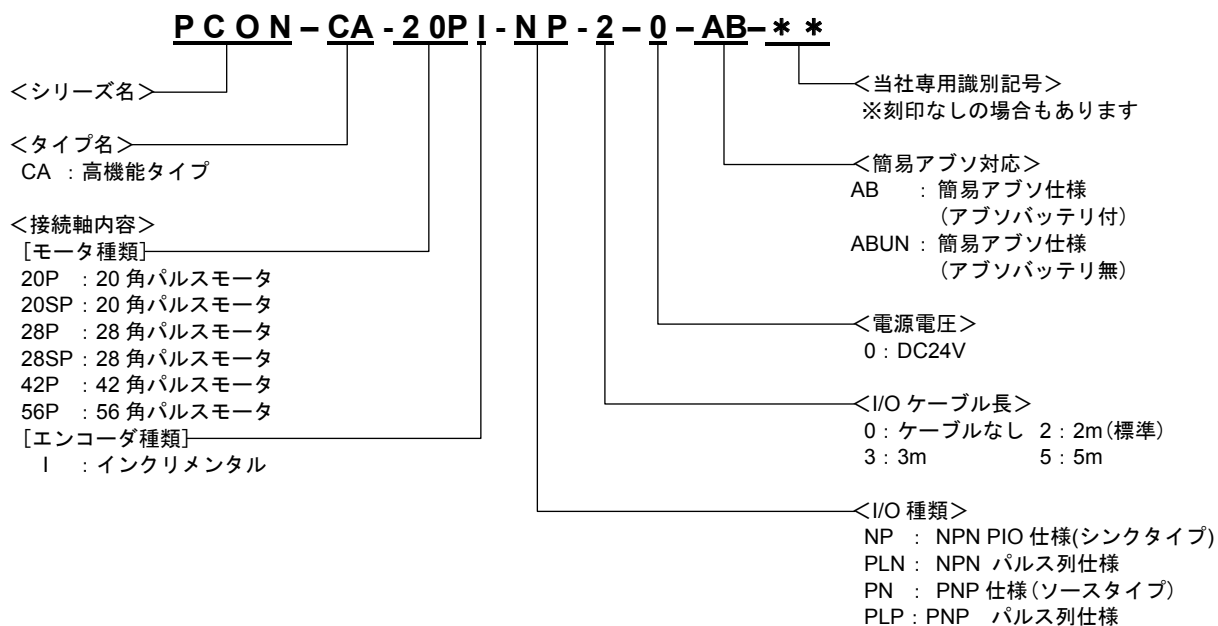 PCON-CA-20PI-NP-2-0-AB-**
<シリーズ名>
<タイプ名>
CA : 高機能タイプ
<接続軸内容>
[モータ種類]
20P : 20 角パルスモータ
20SP : 20 角パルスモータ
28P : 28 角パルスモータ
28SP : 28 角パルスモータ
42P : 42 角パルスモータ
56P : 56 角パルスモータ
[エンコーダ種類]
I : インクリメンタル
<当社専用識別記号>
※刻印なしの場合もあります
<簡易アブソ対応>
AB : 簡易アブソ仕様
(アブソバッテリ付)
ABUN : 簡易アブソ仕様
(アブソバッテリ無)
<電源電圧>
0 : DC24V
<I/O ケーブル長>
0 : ケーブルなし 2 : 2m(標準)
3 : 3m 5 : 5m
<I/O 種類>
NP : NPN PIO 仕様(シンクタイプ)
PLN : NPN パルス列仕様
PN : PNP 仕様(ソースタイプ)
PLP : PNP パルス列仕様